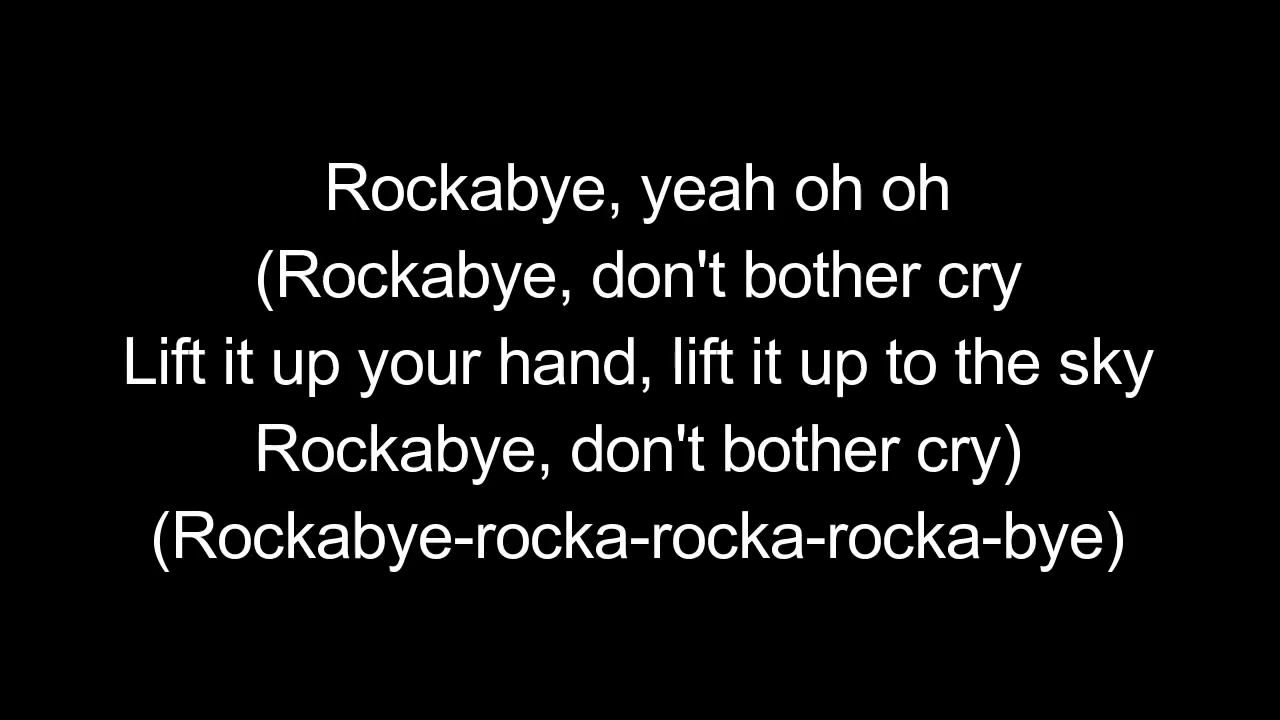 Rockabye, yeah oh oh
(Rockabye, don't bother cry
Lift it up your hand, lift it up to the sky
Rockabye, don't bother cry)
(Rockabye-rocka-rocka-rocka-bye)